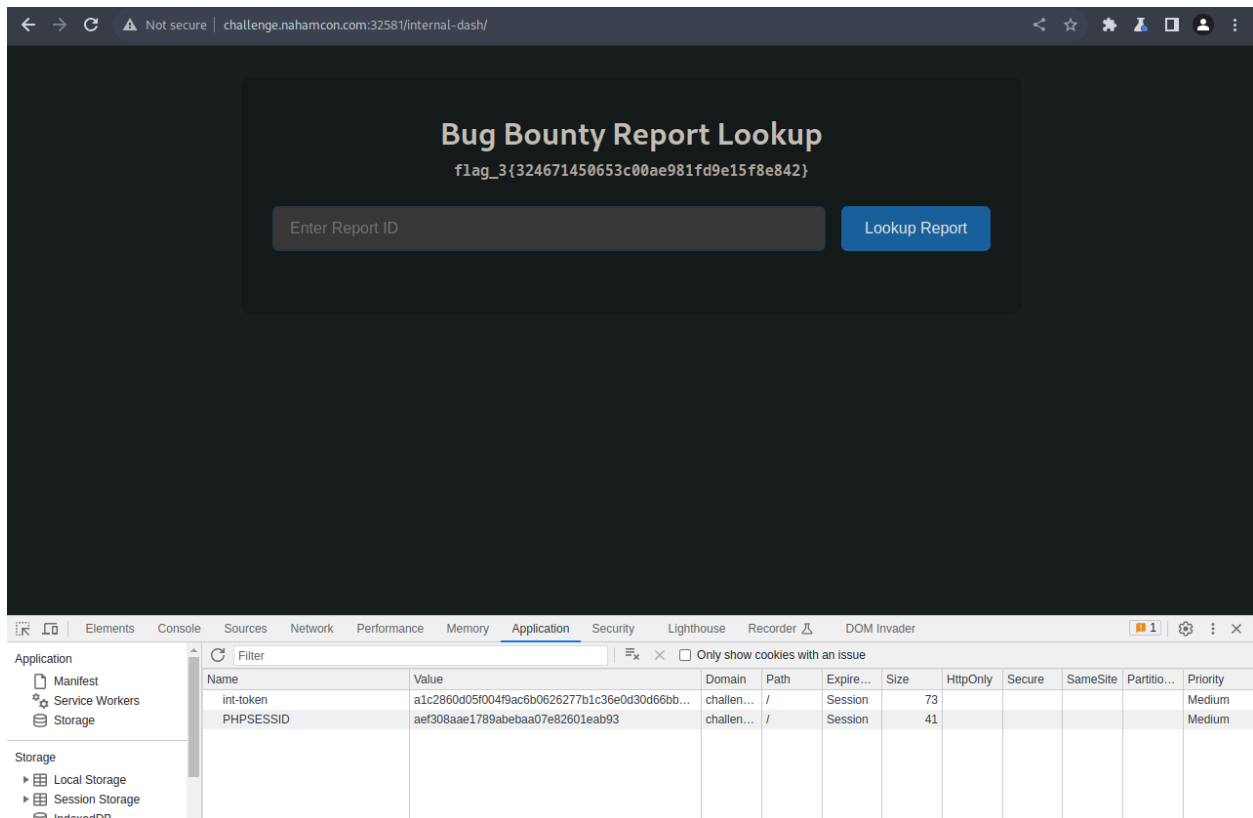 Not secure challenge.nahamcon.com:32581/internal-dash/
Bug Bounty Report Lookup
flag_3{324671450653c00ae981fd9e15f8e842}
Enter Report ID Lookup Report
Elements Console Sources Network Performance Memory Application Security Lighthouse Recorder DOM Invader 1
Application Filter Only show cookies with an issue
Manifest Name Value Domain Path Expire... Size HttpOnly Secure SameSite Partitio... Priority
Service Workers int-token a1c2860d05f004f9ac6b0626277b1c36e0d30d66bb... challen... / Session 73 Medium
Storage PHPSESSID aef308aae1789abebaa07e82601eab93 challen... / Session 41 Medium
Storage
Local Storage
Session Storage
IndexedDB